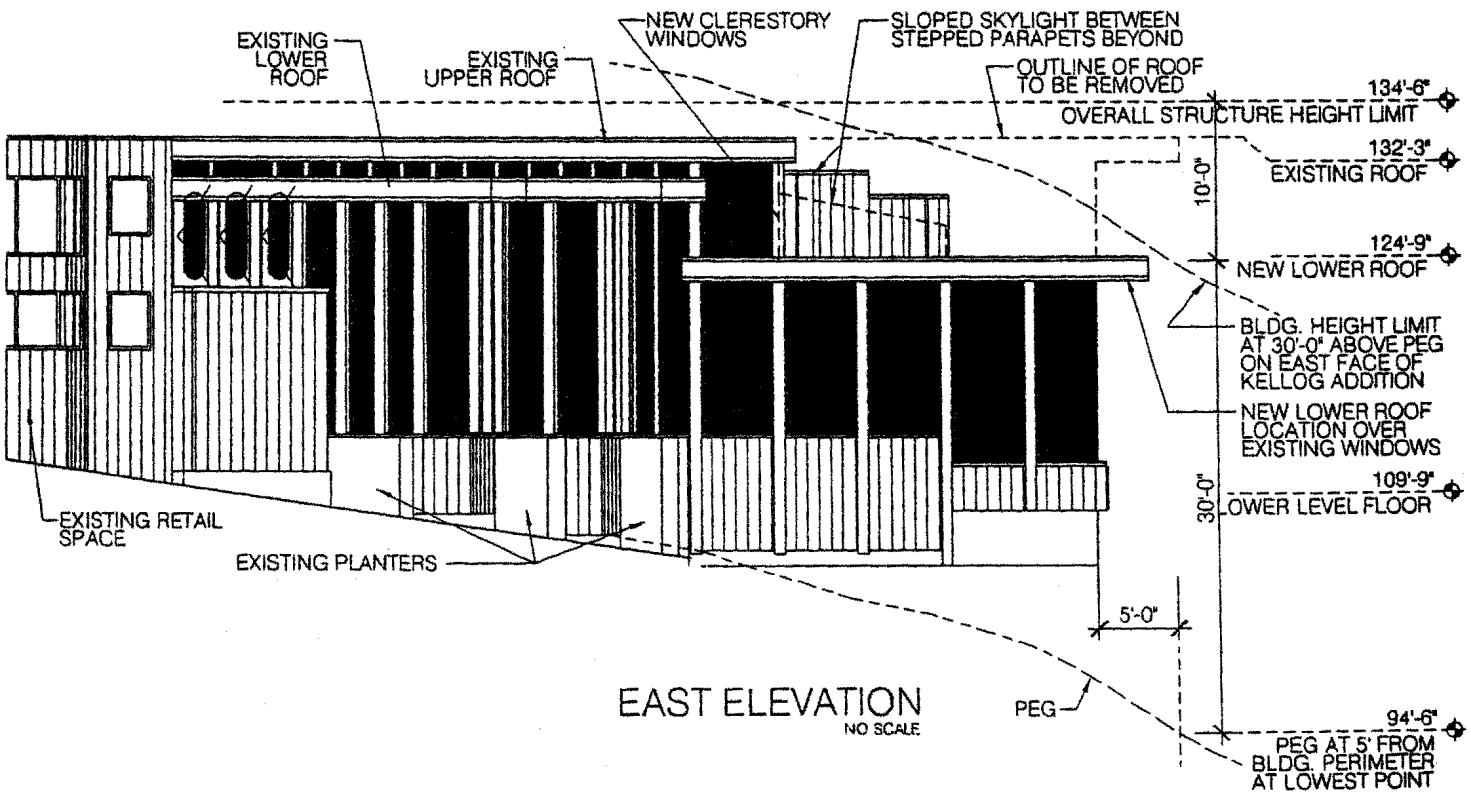 NEW CLERESTORY
WINDOWS
SLOPED SKYLIGHT BETWEEN
STEPPED PARAPETS BEYOND
EXISTING
LOWER
ROOF
EXISTING
UPPER ROOF
OUTLINE OF ROOF
TO BE REMOVED
134'-6"
OVERALL STRUCTURE HEIGHT LIMIT
132'-3"
EXISTING ROOF
10'-0"
124'-9"
NEW LOWER ROOF
BLDG. HEIGHT LIMIT
AT 30'-0" ABOVE PEG
ON EAST FACE OF
KELLOG ADDITION
NEW LOWER ROOF
LOCATION OVER
EXISTING WINDOWS
109'-9"
LOWER LEVEL FLOOR
30'-0"
EXISTING RETAIL
SPACE
EXISTING PLANTERS
5'-0"
EAST ELEVATION
NO SCALE
PEG
94'-6"
PEG AT 5' FROM
BLDG. PERIMETER
AT LOWEST POINT